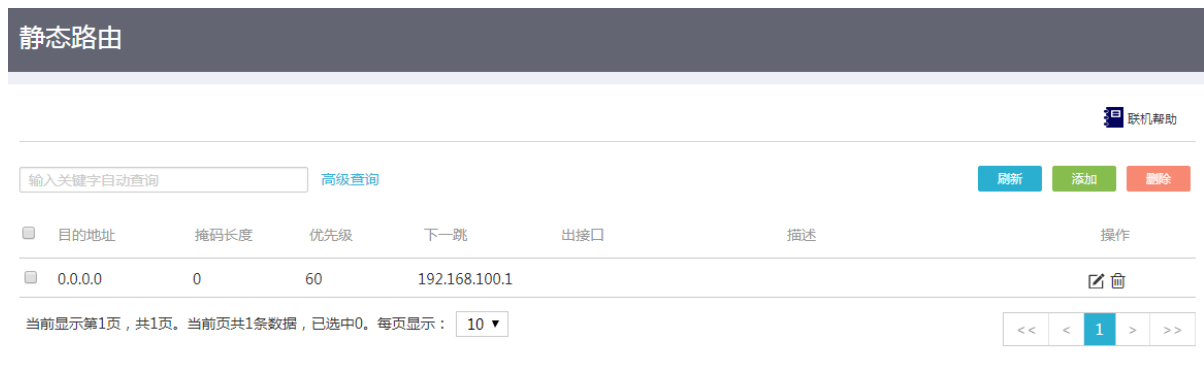 静态路由
联机帮助
输入关键字自动查询 高级查询 刷新 添加 删除
目的地址 掩码长度 优先级 下一跳 出接口 描述 操作
0.0.0.0 0 60 192.168.100.1
当前显示第1页，共1页。当前页共1条数据，已选中0。每页显示： 10
<< < 1 > >>